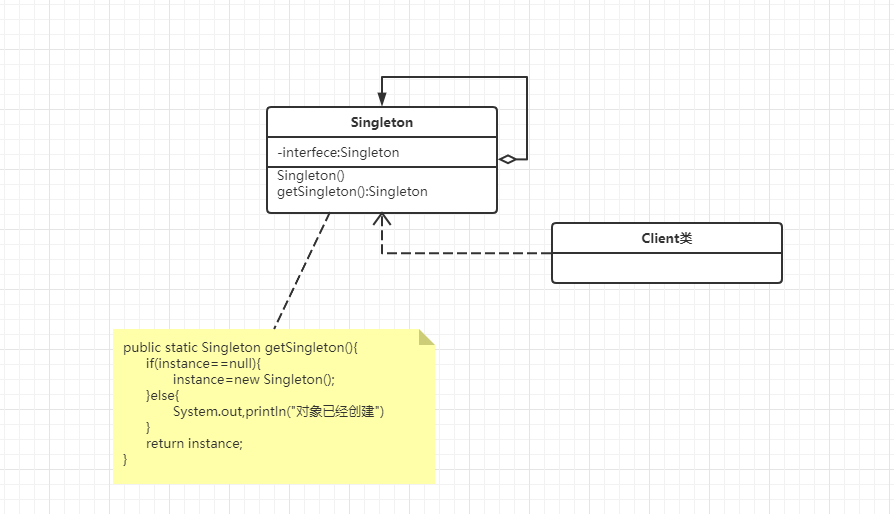 Singleton
-interfece:Singleton
Singleton()
getSingleton():Singleton
Client类
public static Singleton getSingleton(){
if(instance==null){
instance=new Singleton();
}else{
System.out,println("对象已经创建")
}
return instance;
}